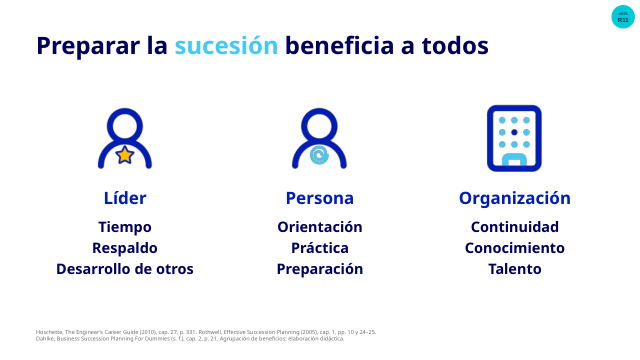 R11
Preparar la sucesión beneficia a todos
Líder
Tiempo
Respaldo
Desarrollo de otros
Persona
Orientación
Práctica
Preparación
Organización
Continuidad
Conocimiento
Talento
Hoschette, The Engineer's Career Guide (2010), cap. 27, p. 331. Rothwell, Effective Succession Planning (2005), cap. 1, pp. 10 y 24–25.
Dahlke, Business Succession Planning For Dummies (s. f.), cap. 2, p. 21. Agrupación de beneficios: elaboración didáctica.